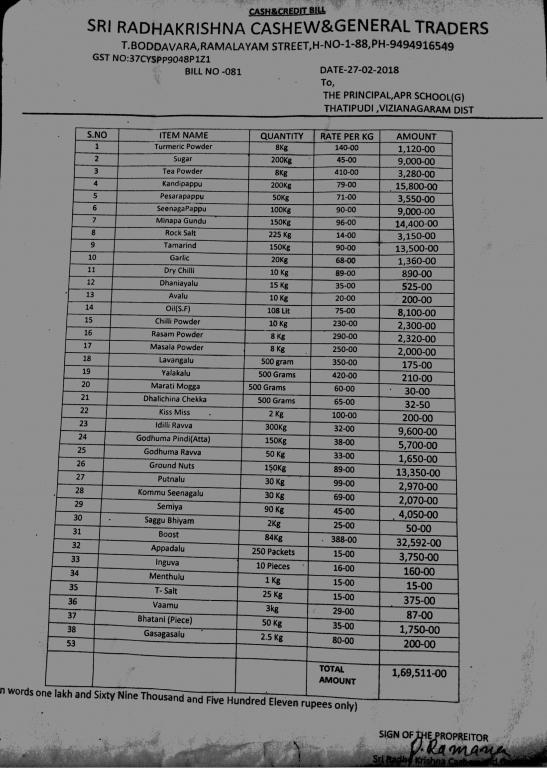 CASH&CREDIT BILL
SRI RADHAKRISHNA CASHEW&GENERAL TRADERS
T.BODDAVARA,RAMALAYAM STREET,H-NO-1-88,PH-9494916549
GST NO:37CYSPP9048P1Z1
BILL NO -081 DATE-27-02-2018
To,
THE PRINCIPAL,APR SCHOOL(G)
THATIPUDI ,VIZIANAGARAM DIST
S.NO ITEM NAME QUANTITY RATE PER KG AMOUNT
1 Turmeric Powder 8Kg 140-00 1,120-00
2 Sugar 200Kg 45-00 9,000-00
3 Tea Powder 8Kg 410-00 3,280-00
4 Kandipappu 200Kg 79-00 15,800-00
5 Pesarapappu 50Kg 71-00 3,550-00
6 SeenagaPappu 100Kg 90-00 9,000-00
7 Minapa Gundu 150Kg 96-00 14,400-00
8 Rock Salt 225 Kg 14-00 3,150-00
9 Tamarind 150Kg 90-00 13,500-00
10 Garlic 20Kg 68-00 1,360-00
11 Dry Chilli 10 Kg 89-00 890-00
12 Dhaniayalu 15 Kg 35-00 525-00
13 Avalu 10 Kg 20-00 200-00
14 Oil(S.F) 108 Lit 75-00 8,100-00
15 Chilli Powder 10 Kg 230-00 2,300-00
16 Rasam Powder 8 Kg 290-00 2,320-00
17 Masala Powder 8 Kg 250-00 2,000-00
18 Lavangalu 500 gram 350-00 175-00
19 Yalakalu 500 Grams 420-00 210-00
20 Marati Mogga 500 Grams 60-00 30-00
21 Dhalichina Chekka 500 Grams 65-00 32-50
22 Kiss Miss 2 Kg 100-00 200-00
23 Idilli Ravva 300Kg 32-00 9,600-00
24 Godhuma Pindi(Atta) 150Kg 38-00 5,700-00
25 Godhuma Ravva 50 Kg 33-00 1,650-00
26 Ground Nuts 150Kg 89-00 13,350-00
27 Putnalu 30 Kg 99-00 2,970-00
28 Kommu Seenagalu 30 Kg 69-00 2,070-00
29 Semiya 90 Kg 45-00 4,050-00
30 Saggu Bhiyam 2Kg 25-00 50-00
31 Boost 84Kg 388-00 32,592-00
32 Appadalu 250 Packets 15-00 3,750-00
33 Inguva 10 Pieces 16-00 160-00
34 Menthulu 1 Kg 15-00 15-00
35 T- Salt 25 Kg 15-00 375-00
36 Vaamu 3kg 29-00 87-00
37 Bhatani (Piece) 50 Kg 35-00 1,750-00
38 Gasagasalu 2.5 Kg 80-00 200-00
53
TOTAL AMOUNT 1,69,511-00
n words one lakh and Sixty Nine Thousand and Five Hundred Eleven rupees only)
SIGN OF THE PROPREITOR
D.Ramana
Sri Radha Krishna